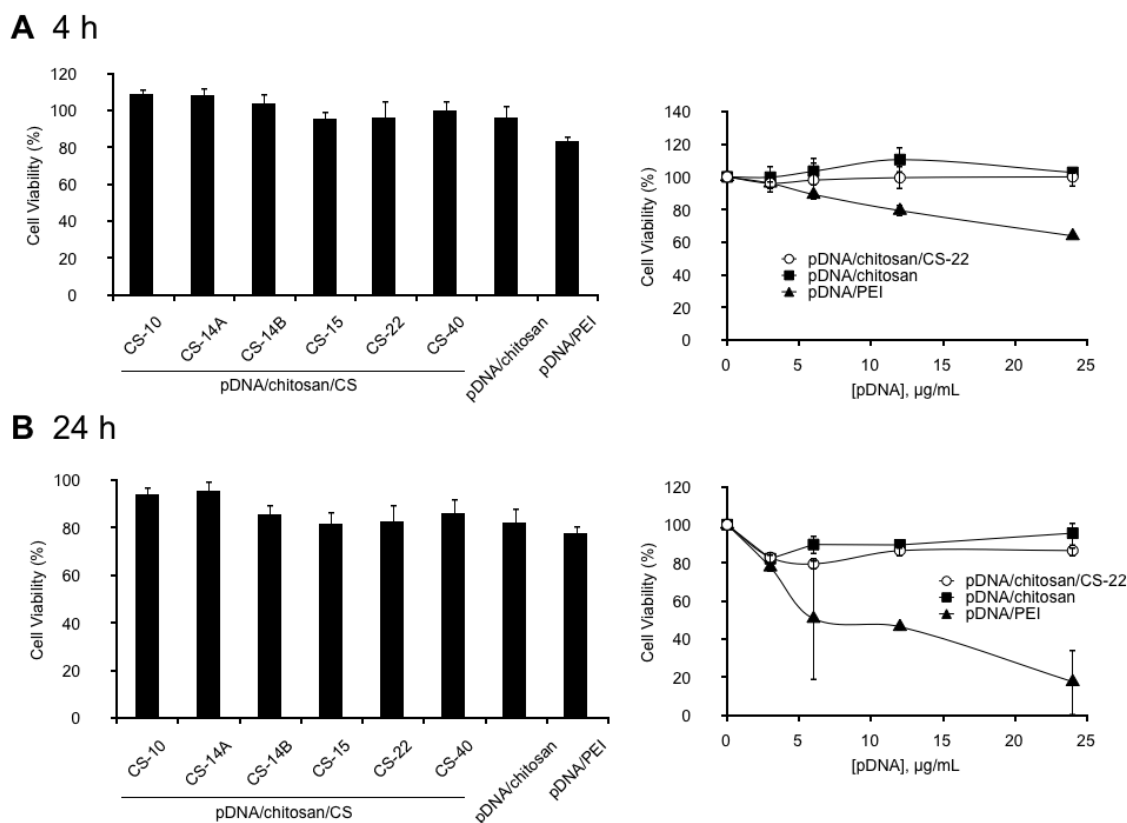 A 4 h
120
100
80
60
40
20
0
Cell Viability (%)
CS-10
CS-14A
CS-14B
CS-15
CS-22
CS-40
pDNA/chitosan
pDNA/PEI
pDNA/chitosan/CS
140
120
100
80
60
40
20
0
Cell Viability (%)
pDNA/chitosan/CS-22
pDNA/chitosan
pDNA/PEI
0 5 10 15 20 25
[pDNA], µg/mL
B 24 h
100
80
60
40
20
0
Cell Viability (%)
CS-10
CS-14A
CS-14B
CS-15
CS-22
CS-40
pDNA/chitosan
pDNA/PEI
pDNA/chitosan/CS
120
100
80
60
40
20
0
Cell Viability (%)
pDNA/chitosan/CS-22
pDNA/chitosan
pDNA/PEI
0 5 10 15 20 25
[pDNA], µg/mL